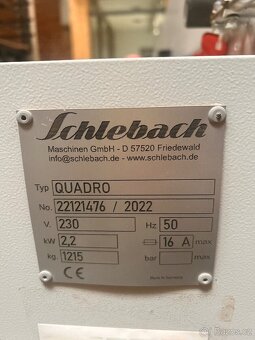 Schlebach
Maschinen GmbH - D 57520 Friedewald
info@schlebach.de - www.schlebach.de
Typ QUADRO
No. 22121476 / 2022
V. 230 Hz 50
kW 2,2 16 A max
kg. 1215 bar max
CE
Made in Germany